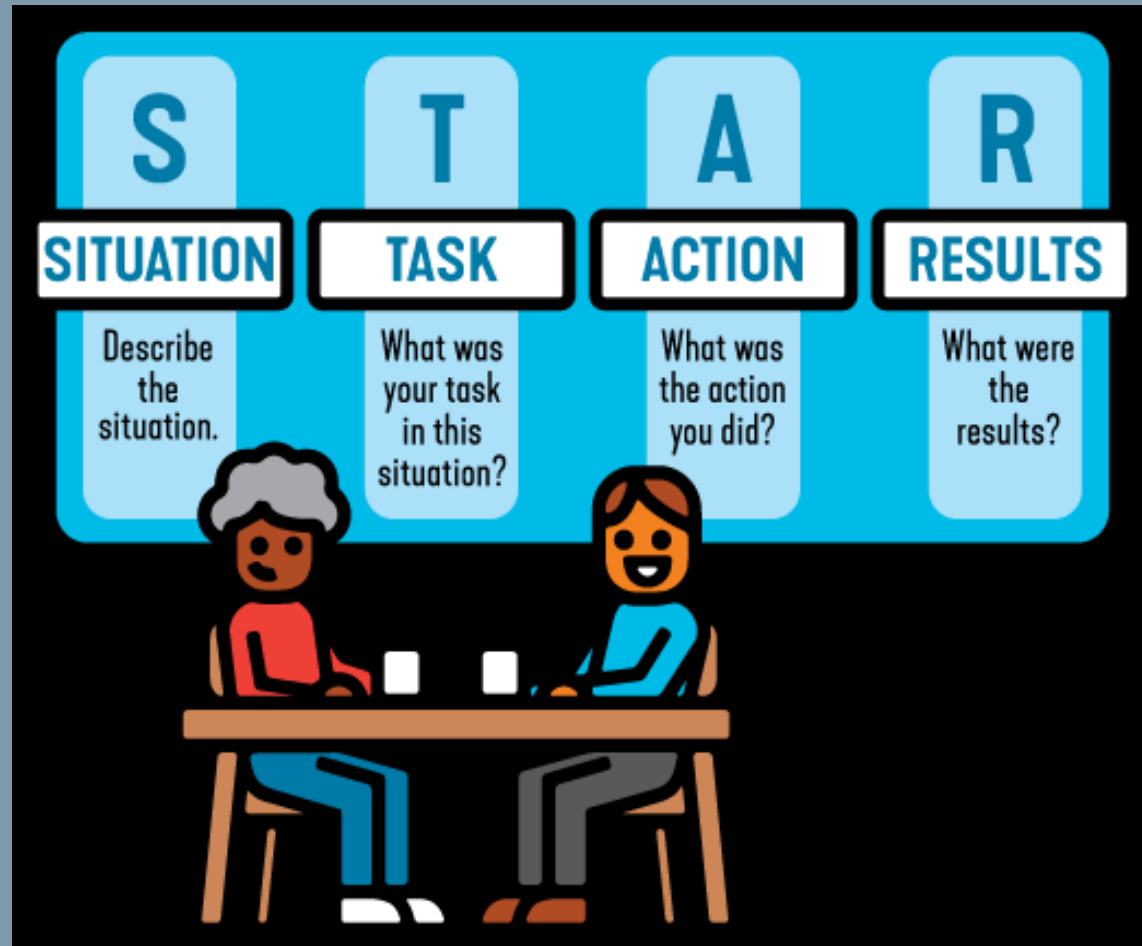 S
SITUATION
Describe
the
situation.
T
TASK
What was
your task
in this
situation?
A
ACTION
What was
the action
you did?
R
RESULTS
What were
the
results?